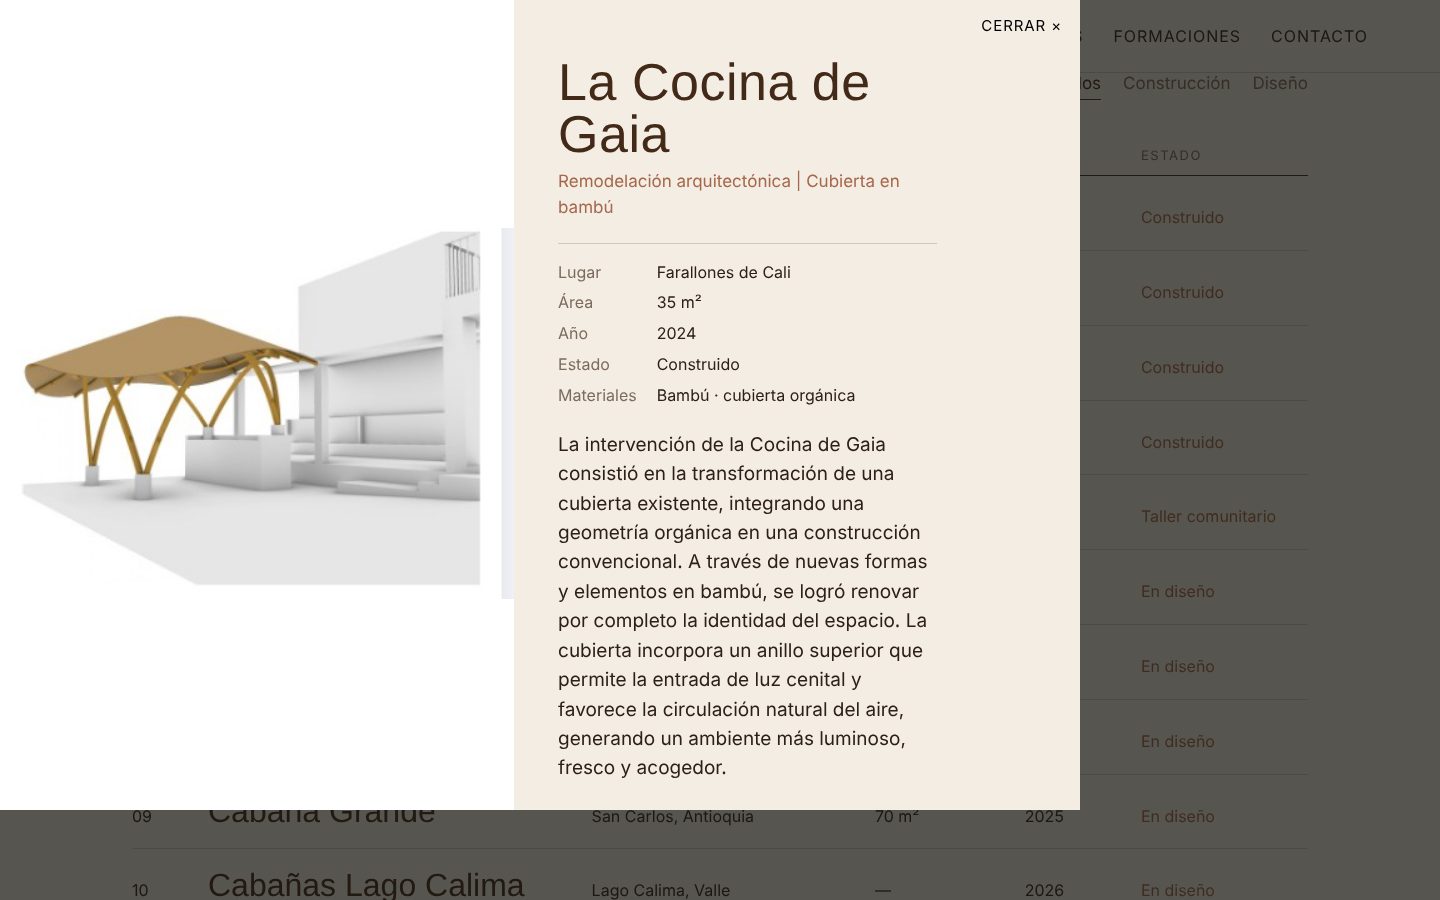 CERRAR ×
FORMACIONES
CONTACTO
Construcción
Diseño
La Cocina de
Gaia
Remodelación arquitectónica | Cubierta en
bambú
ESTADO
Lugar Farallones de Cali
Área 35 m²
Año 2024
Estado Construido
Materiales Bambú · cubierta orgánica
La intervención de la Cocina de Gaia
consistió en la transformación de una
cubierta existente, integrando una
geometría orgánica en una construcción
convencional. A través de nuevas formas
y elementos en bambú, se logró renovar
por completo la identidad del espacio. La
cubierta incorpora un anillo superior que
permite la entrada de luz cenital y
favorece la circulación natural del aire,
generando un ambiente más luminoso,
fresco y acogedor.
Construido
Construido
Construido
Construido
Taller comunitario
En diseño
En diseño
En diseño
09 Cabaña Grande San Carlos, Antioquia 70 m² 2025 En diseño
10 Cabañas Lago Calima Lago Calima, Valle — 2026 En diseño